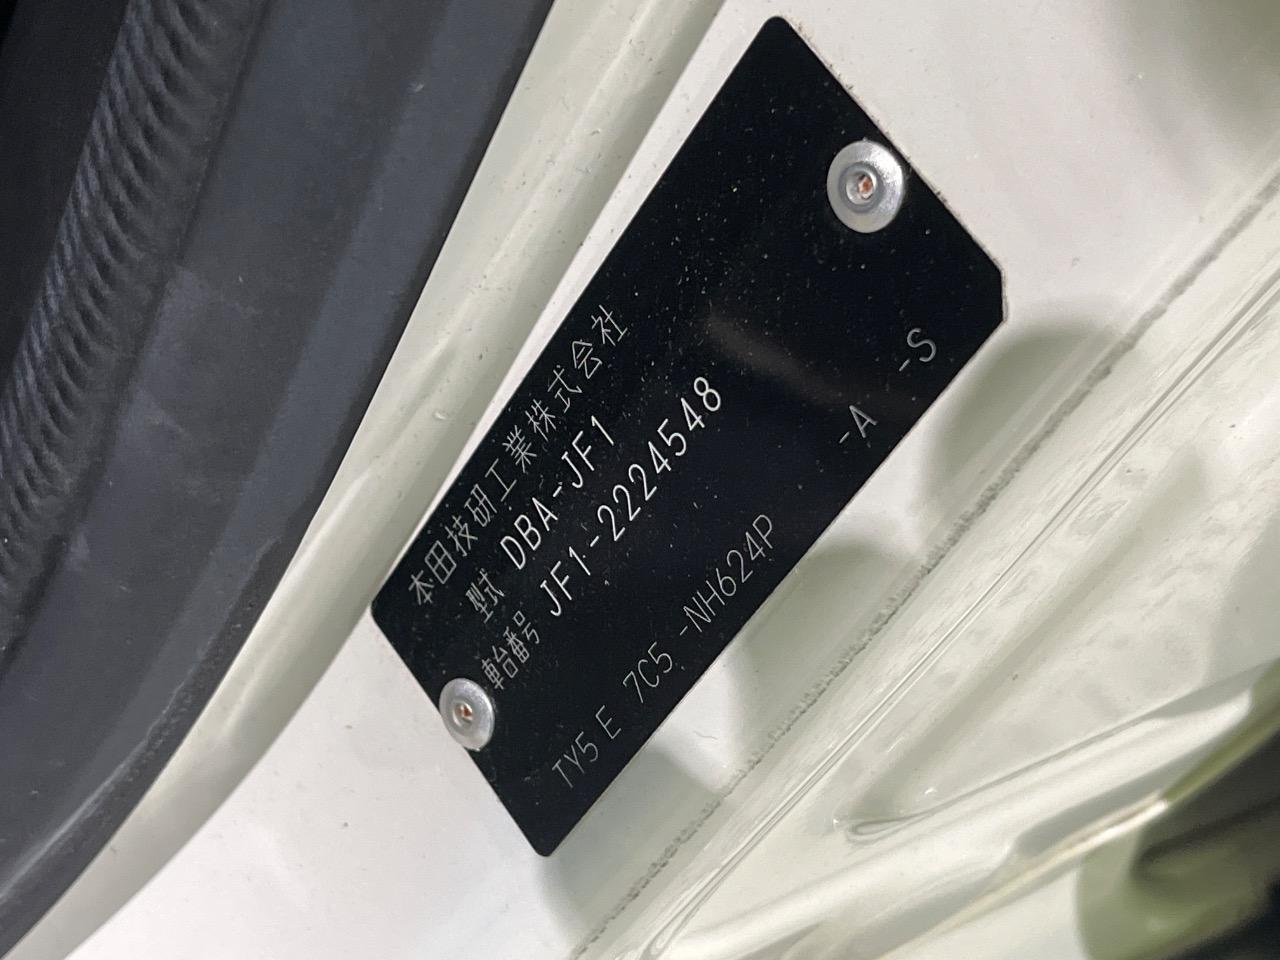 本田技研工業株式会社
型式 DBA-JF1
車台番号 JF1-2224548
TY5 E 7C5 -NH624P -A -S